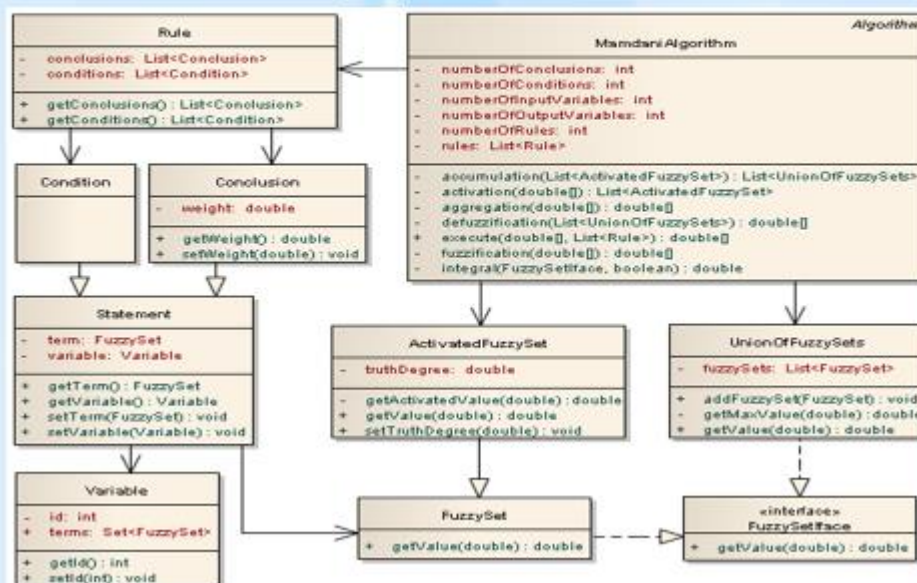 Rule
- conclusions: List<Conclusion>
- conditions: List<Condition>
+ getConclusions() : List<Conclusion>
+ getConditions() : List<Condition>
MamdaniAlgorithm
- numberOfConclusions: int
- numberOfConditions: int
- numberOfInputVariables: int
- numberOfOutputVariables: int
- numberOfRules: int
- rules: List<Rule>
- accumulation(List<ActivatedFuzzySet>) : List<UnionOfFuzzySets>
- activation(double[]) : List<ActivatedFuzzySet>
- aggregation(double[]) : double[]
- defuzzification(List<UnionOfFuzzySets>) : double[]
+ execute(double[], List<Rule>) : double[]
- fuzzification(double[]) : double[]
- integral(FuzzySetIface, boolean) : double
Condition
Conclusion
- weight: double
+ getWeight() : double
+ setWeight(double) : void
Statement
- term: FuzzySet
- variable: Variable
+ getTerm() : FuzzySet
+ getVariable() : Variable
+ setTerm(FuzzySet) : void
+ setVariable(Variable) : void
ActivatedFuzzySet
- truthDegree: double
- getActivatedValue(double) : double
+ getValue(double) : double
+ setTruthDegree(double) : void
UnionOfFuzzySets
- fuzzySets: List<FuzzySet>
+ addFuzzySet(FuzzySet) : void
- getMaxValue(double) : double
+ getValue(double) : double
Variable
- id: int
+ terms: Set<FuzzySet>
+ getId() : int
+ setId(int) : void
FuzzySet
+ getValue(double) : double
«interface»
FuzzySetIface
+ getValue(double) : double